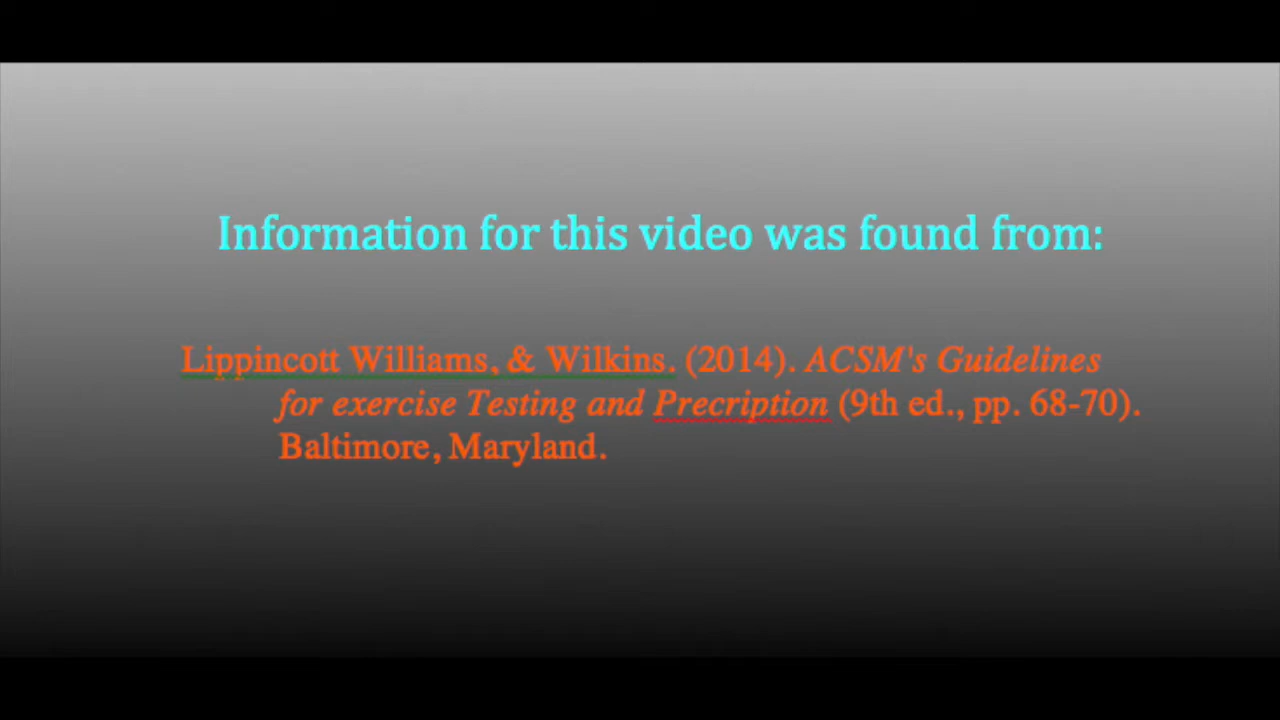 Information for this video was found from:
Lippincott Williams, & Wilkins. (2014). ACSM's Guidelines
for exercise Testing and Precription (9th ed., pp. 68-70).
Baltimore, Maryland.